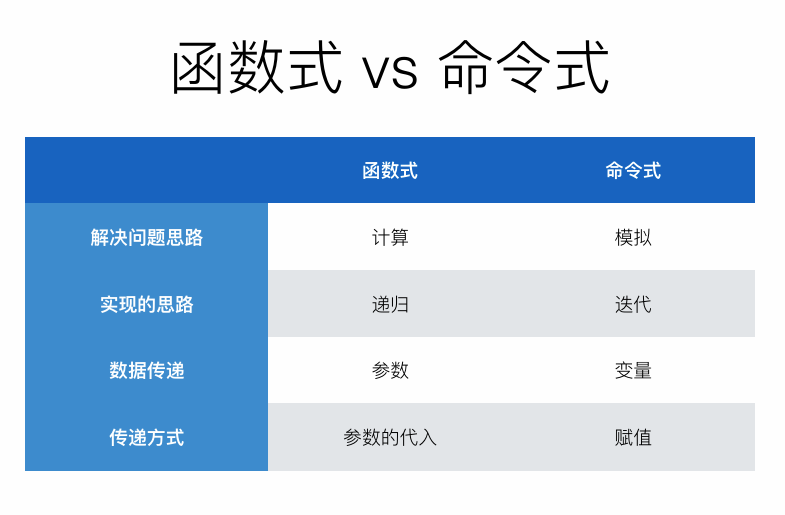 函数式 vs 命令式
函数式 命令式
解决问题思路 计算 模拟
实现的思路 递归 迭代
数据传递 参数 变量
传递方式 参数的代入 赋值